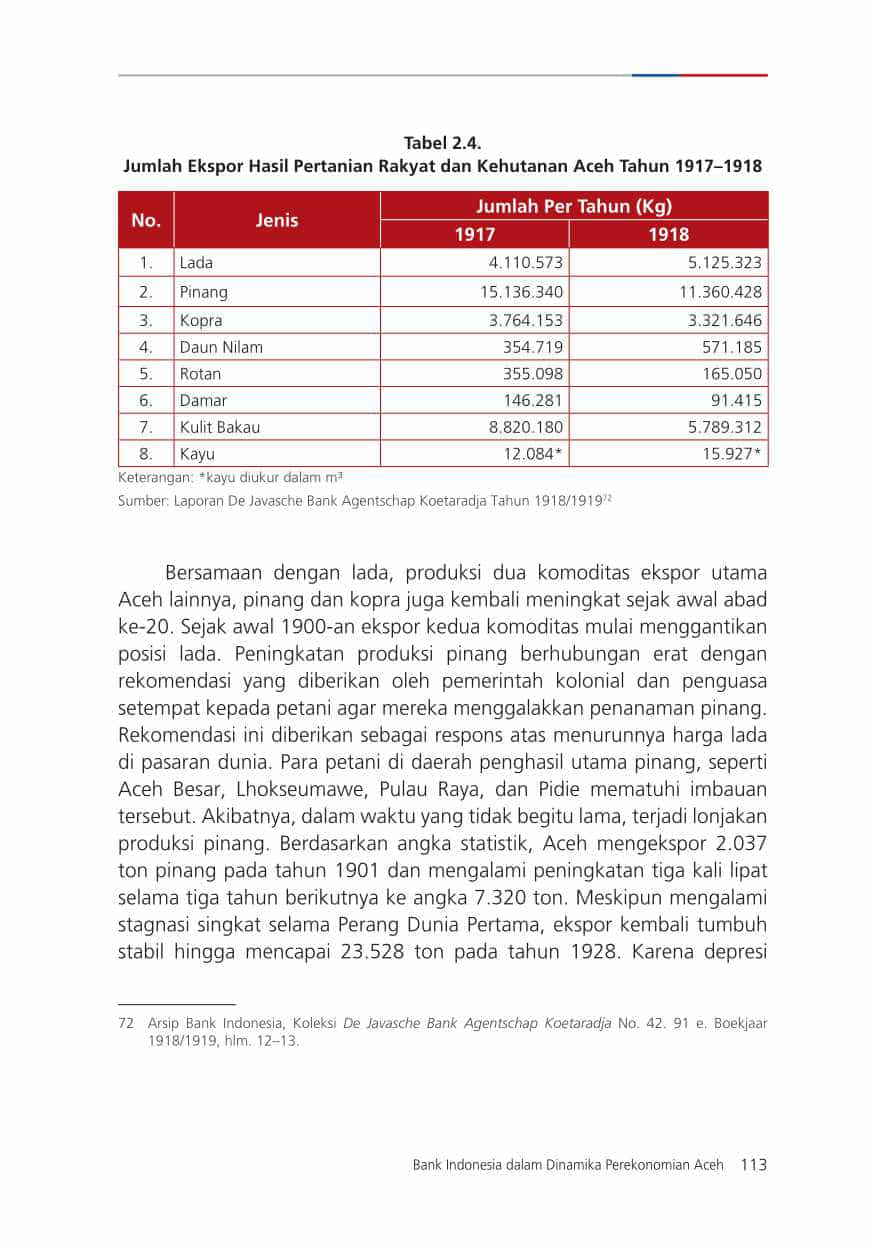 Tabel 2.4.
Jumlah Ekspor Hasil Pertanian Rakyat dan Kehutanan Aceh Tahun 1917–1918
No. Jenis Jumlah Per Tahun (Kg)
1917 1918
1. Lada 4.110.573 5.125.323
2. Pinang 15.136.340 11.360.428
3. Kopra 3.764.153 3.321.646
4. Daun Nilam 354.719 571.185
5. Rotan 355.098 165.050
6. Damar 146.281 91.415
7. Kulit Bakau 8.820.180 5.789.312
8. Kayu 12.084* 15.927*
Keterangan: *kayu diukur dalam m³
Sumber: Laporan De Javasche Bank Agentschap Koetaradja Tahun 1918/1919⁷²
Bersamaan dengan lada, produksi dua komoditas ekspor utama
Aceh lainnya, pinang dan kopra juga kembali meningkat sejak awal abad
ke-20. Sejak awal 1900-an ekspor kedua komoditas mulai menggantikan
posisi lada. Peningkatan produksi pinang berhubungan erat dengan
rekomendasi yang diberikan oleh pemerintah kolonial dan penguasa
setempat kepada petani agar mereka menggalakkan penanaman pinang.
Rekomendasi ini diberikan sebagai respons atas menurunnya harga lada
di pasaran dunia. Para petani di daerah penghasil utama pinang, seperti
Aceh Besar, Lhokseumawe, Pulau Raya, dan Pidie mematuhi imbauan
tersebut. Akibatnya, dalam waktu yang tidak begitu lama, terjadi lonjakan
produksi pinang. Berdasarkan angka statistik, Aceh mengekspor 2.037
ton pinang pada tahun 1901 dan mengalami peningkatan tiga kali lipat
selama tiga tahun berikutnya ke angka 7.320 ton. Meskipun mengalami
stagnasi singkat selama Perang Dunia Pertama, ekspor kembali tumbuh
stabil hingga mencapai 23.528 ton pada tahun 1928. Karena depresi
72 Arsip Bank Indonesia, Koleksi De Javasche Bank Agentschap Koetaradja No. 42. 91 e. Boekjaar
1918/1919, hlm. 12–13.
Bank Indonesia dalam Dinamika Perekonomian Aceh 113